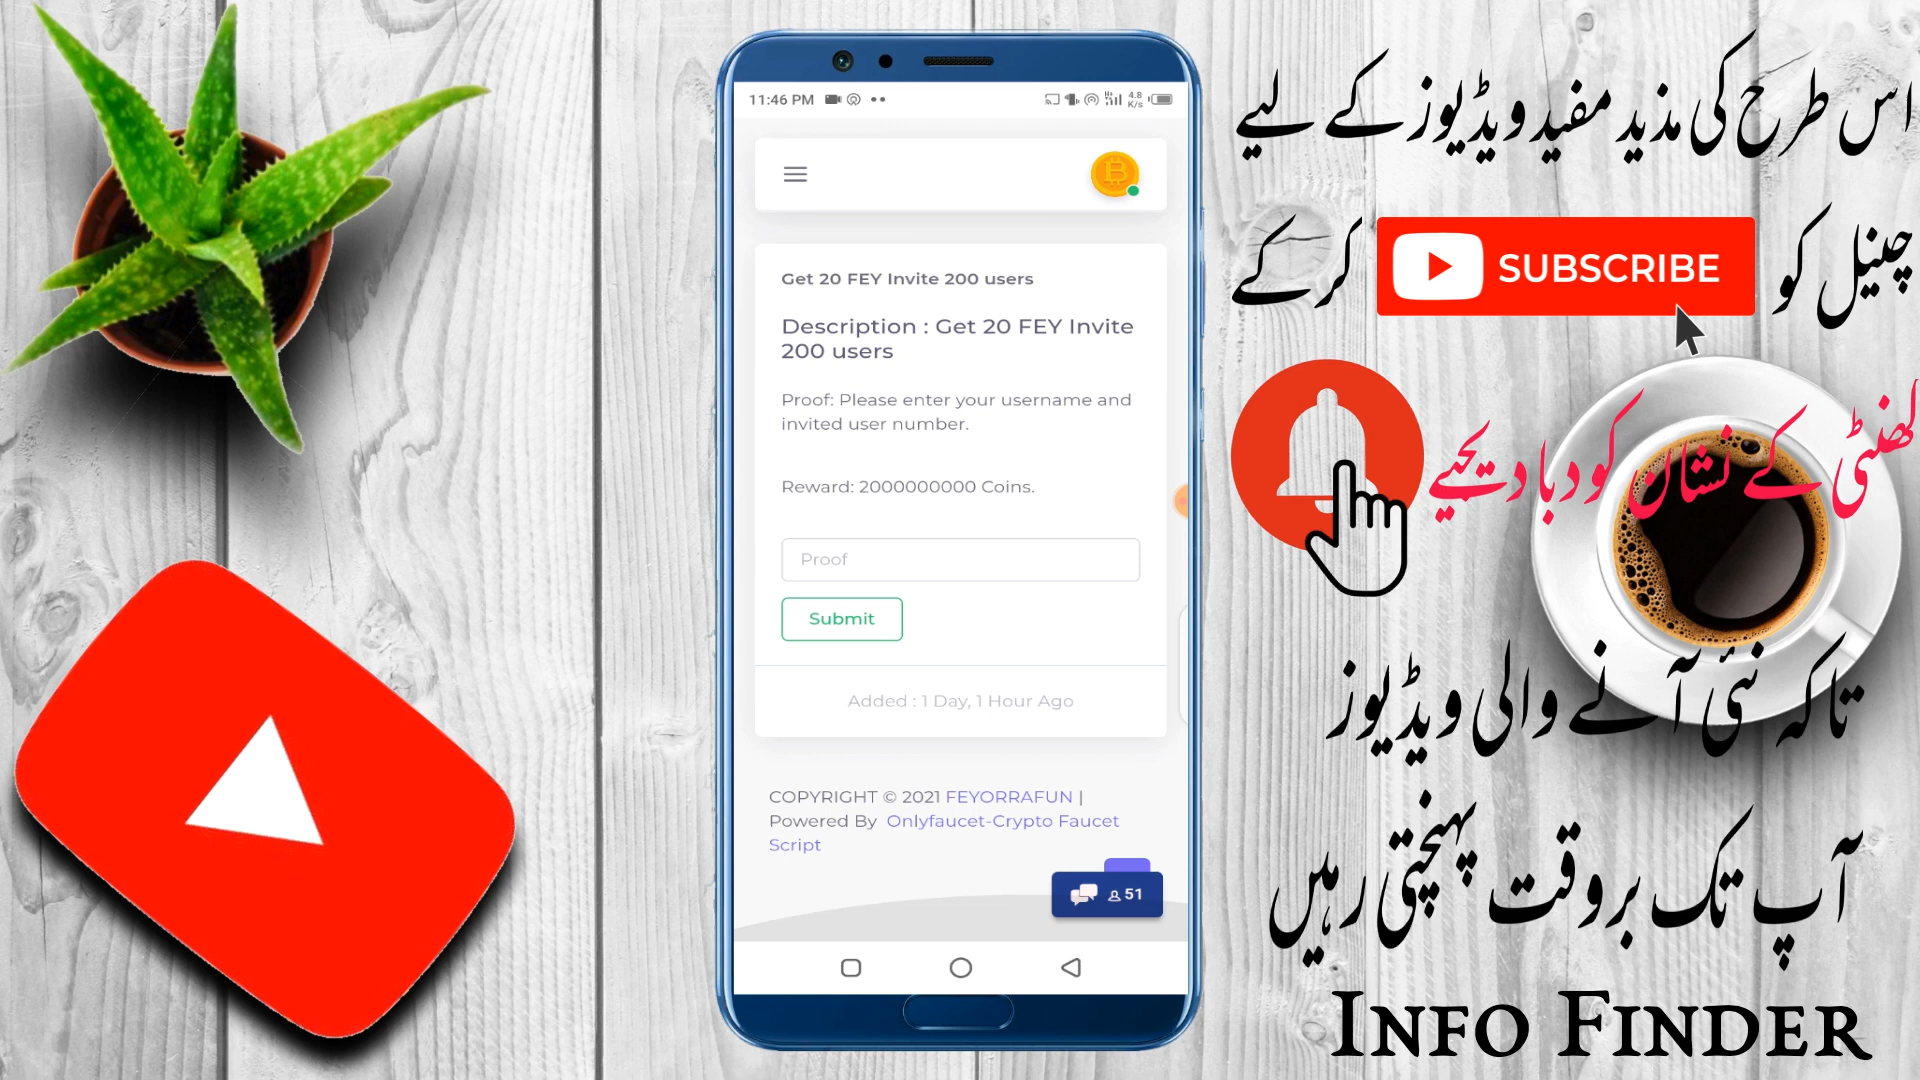 11:46 PM
4.8 K/s
Get 20 FEY Invite 200 users
Description : Get 20 FEY Invite
200 users
Proof: Please enter your username and
invited user number.
Reward: 2000000000 Coins.
Proof
Submit
Added : 1 Day, 1 Hour Ago
COPYRIGHT © 2021 FEYORRAFUN |
Powered By Onlyfaucet-Crypto Faucet
Script
51
اس طرح کی مذید مفید ویڈیوز کے لیے
چینل کو SUBSCRIBE کر کے
گھنٹی کے نشان کو دبا دیجیے
تاکہ نئی آنے والی ویڈیوز
آپ تک بروقت پہنچتی رہیں
INFO FINDER